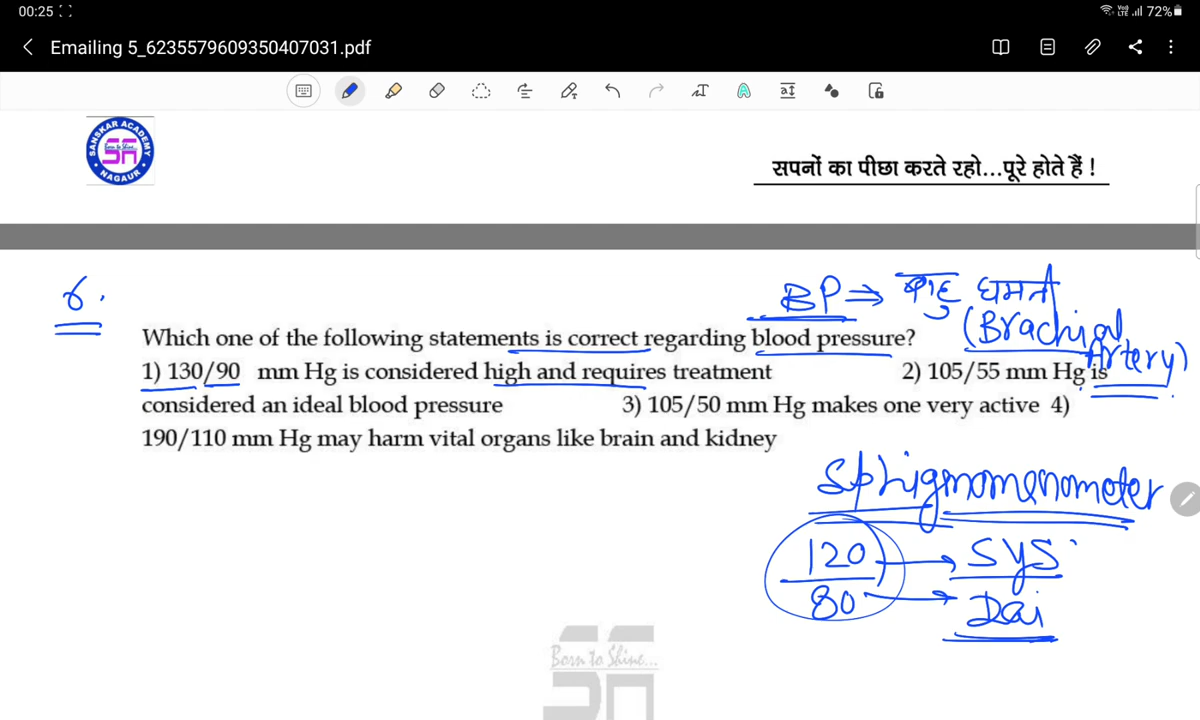 00:25
72%
Emailing 5_6235579609350407031.pdf
SANSKAR ACADEMY
Born to Shine...
SA
NAGAUR
सपनों का पीछा करते रहो...पूरे होते हैं !
6.
BP ⇒ बाहु धमनी
(Brachial Artery)
Which one of the following statements is correct regarding blood pressure?
1) 130/90 mm Hg is considered high and requires treatment 2) 105/55 mm Hg is
considered an ideal blood pressure 3) 105/50 mm Hg makes one very active 4)
190/110 mm Hg may harm vital organs like brain and kidney
Sphigmomenometer
120 → SYS
80 → Dai
Born to Shine...